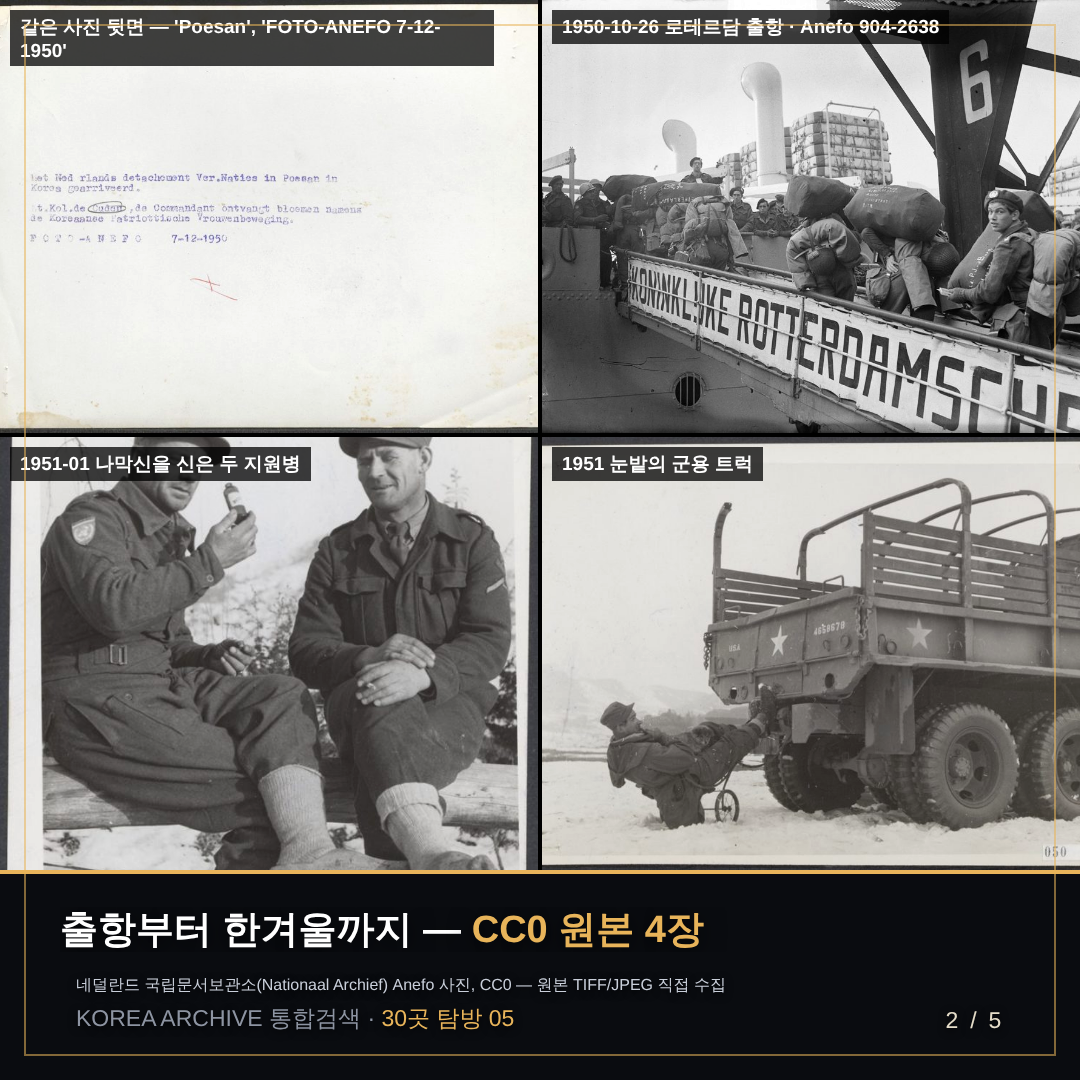 같은 사진 뒷면 — 'Poesan', 'FOTO-ANEFO 7-12-
1950'
1950-10-26 로테르담 출항 · Anefo 904-2638
6
Het Ned rlands detachement Ver.Naties in Poesan in
Korea gearriveerd.
Lt.Kol.de Ouden ,de Commandant ontvangt bloemen namens
de Koreaanse Patriottische Vrouwenbeweging.
F O T O -A N E F O 7-12-1950
KONINKLIJKE ROTTERDAMSCHE
1951-01 나막신을 신은 두 지원병
1951 눈밭의 군용 트럭
USA
050
출항부터 한겨울까지 — CC0 원본 4장
네덜란드 국립문서보관소(Nationaal Archief) Anefo 사진, CC0 — 원본 TIFF/JPEG 직접 수집
KOREA ARCHIVE 통합검색 · 30곳 탐방 05
2 / 5